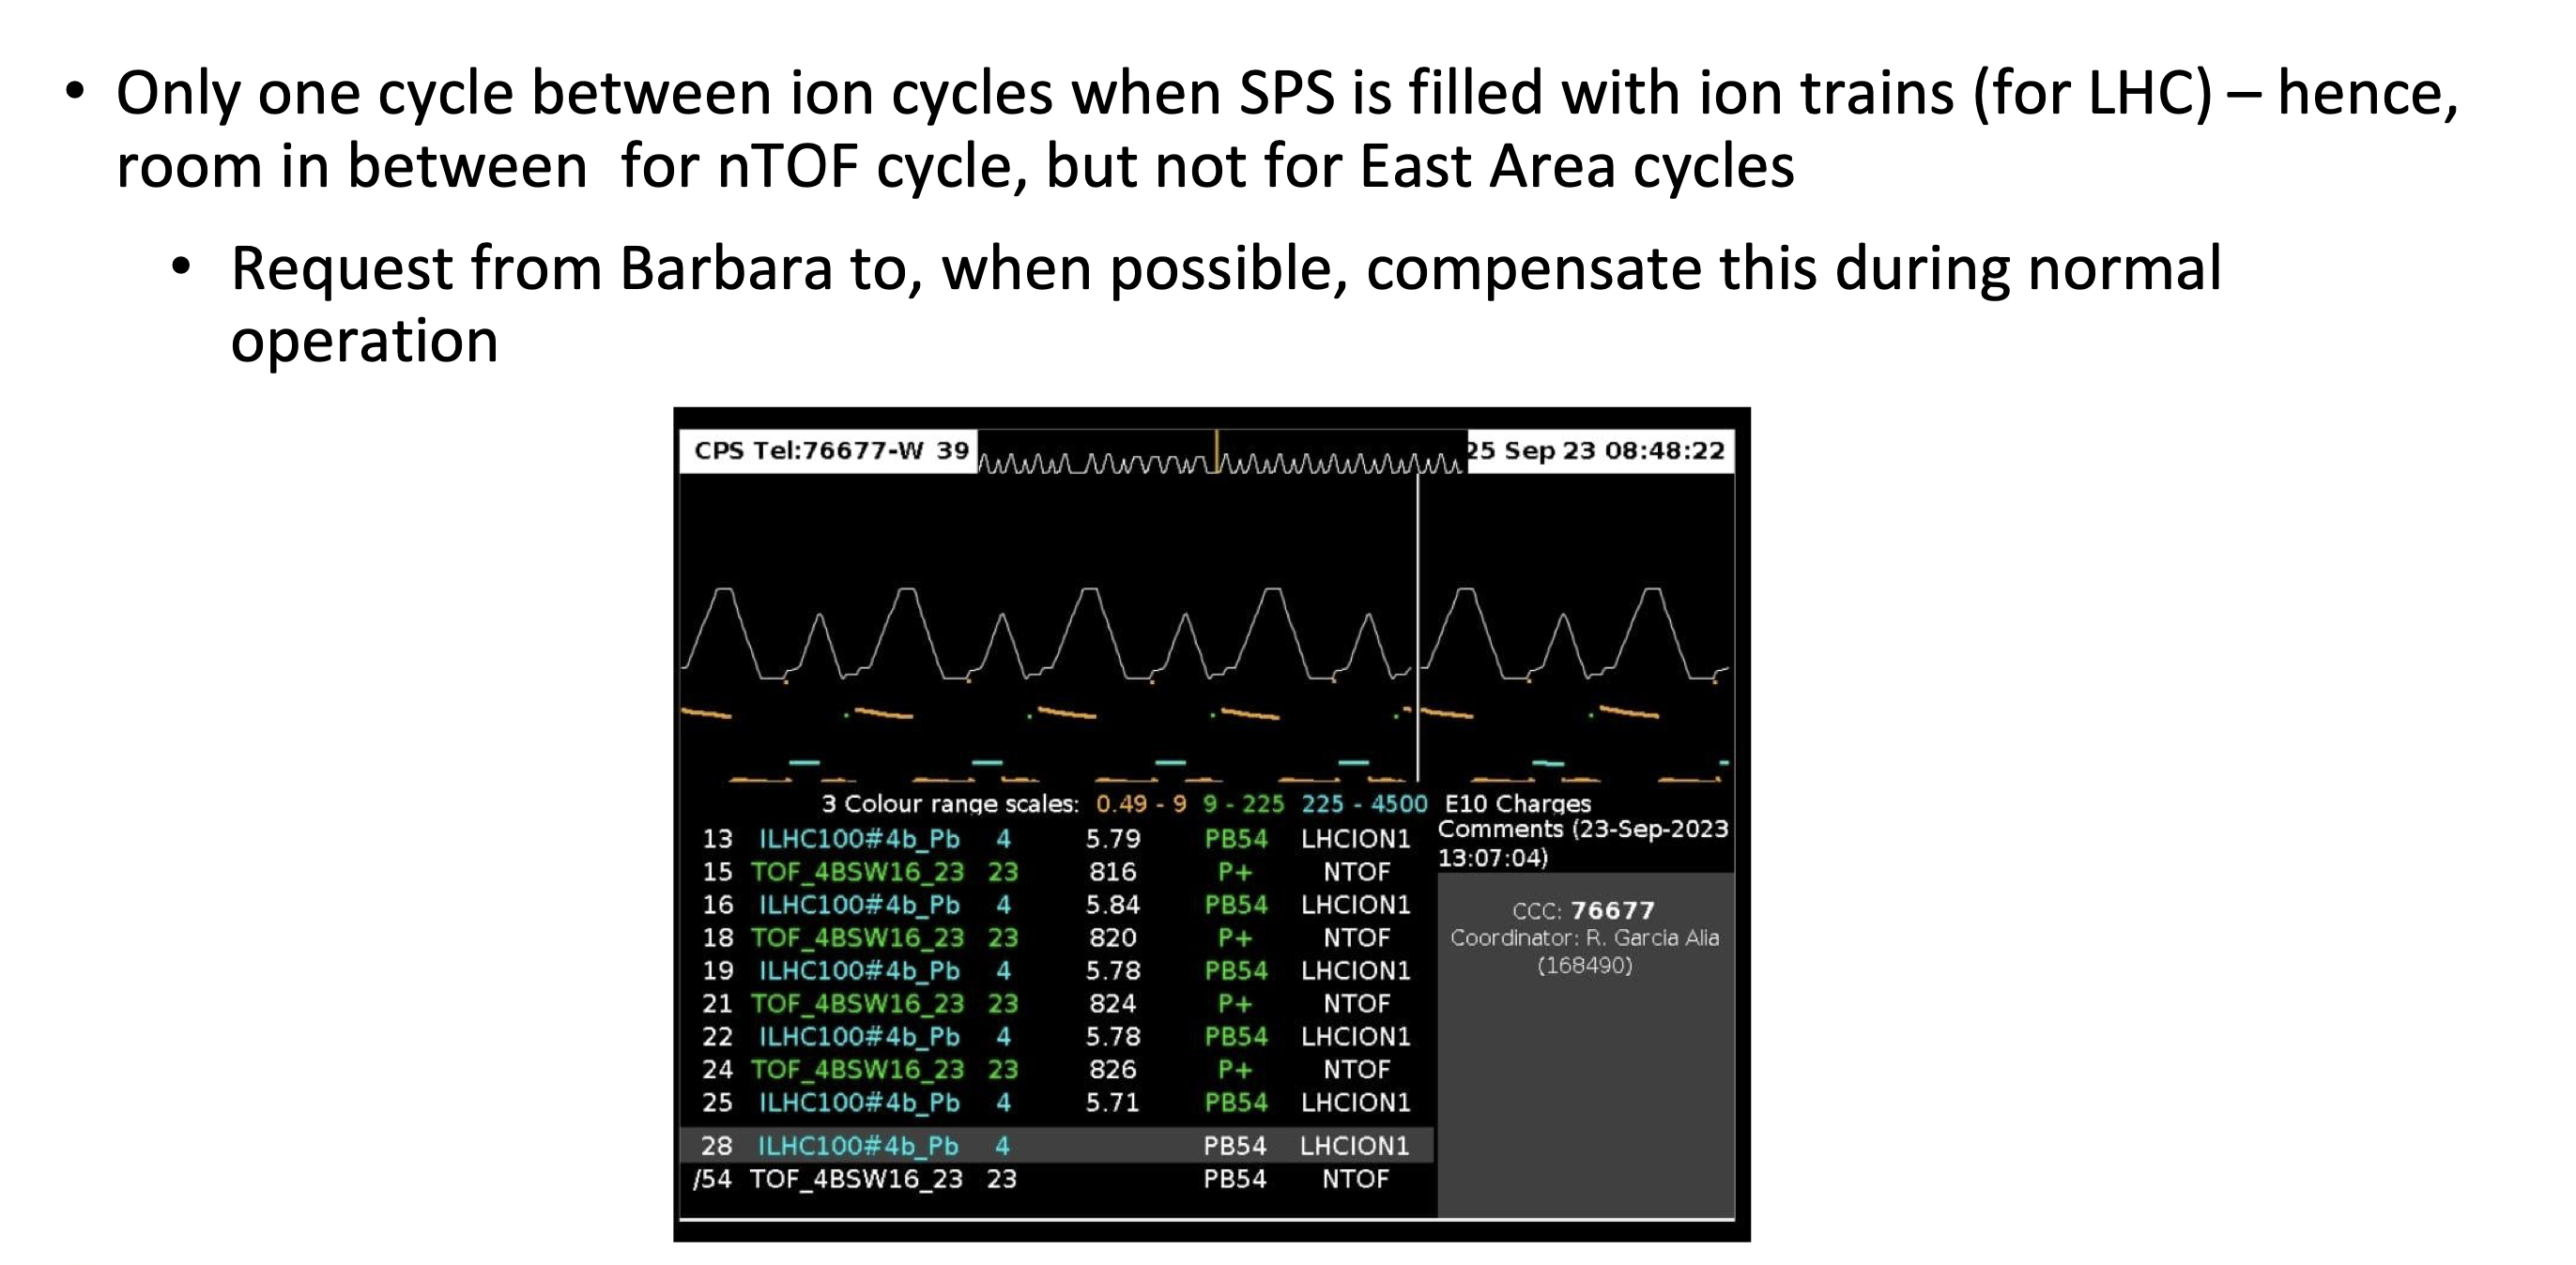 • Only one cycle between ion cycles when SPS is filled with ion trains (for LHC) – hence,
room in between  for nTOF cycle, but not for East Area cycles
• Request from Barbara to, when possible, compensate this during normal
operation
CPS Tel:76677-W 39
25 Sep 23 08:48:22
3 Colour range scales: 0.49 - 9 9 - 225 225 - 4500 E10 Charges
13 ILHC100#4b_Pb 4 5.79 PB54 LHCION1
15 TOF_4BSW16_23 23 816 P+ NTOF
16 ILHC100#4b_Pb 4 5.84 PB54 LHCION1
18 TOF_4BSW16_23 23 820 P+ NTOF
19 ILHC100#4b_Pb 4 5.78 PB54 LHCION1
21 TOF_4BSW16_23 23 824 P+ NTOF
22 ILHC100#4b_Pb 4 5.78 PB54 LHCION1
24 TOF_4BSW16_23 23 826 P+ NTOF
25 ILHC100#4b_Pb 4 5.71 PB54 LHCION1
28 ILHC100#4b_Pb 4 PB54 LHCION1
/54 TOF_4BSW16_23 23 PB54 NTOF
Comments (23-Sep-2023
13:07:04)
CCC: 76677
Coordinator: R. Garcia Alia
(168490)